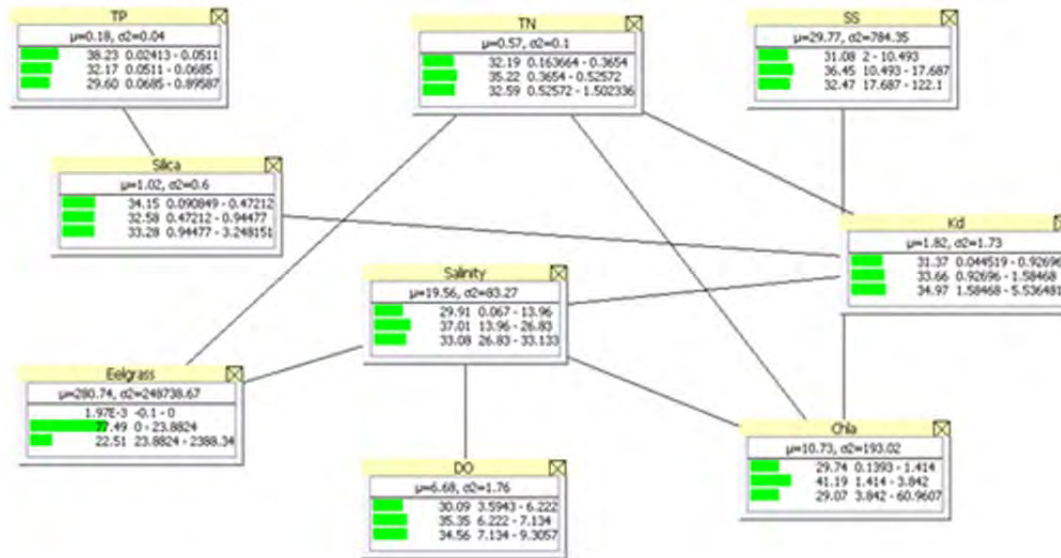 TP
μ=0.18, σ2=0.04
38.23 0.02413 - 0.0511
32.17 0.0511 - 0.0685
29.60 0.0685 - 0.89587
TN
μ=0.57, σ2=0.1
32.19 0.163664 - 0.3654
35.22 0.3654 - 0.52572
32.59 0.52572 - 1.502336
SS
μ=29.77, σ2=784.35
31.08 2 - 10.493
36.45 10.493 - 17.687
32.47 17.687 - 122.1
Silica
μ=1.02, σ2=0.6
34.15 0.090849 - 0.47212
32.58 0.47212 - 0.94477
33.28 0.94477 - 3.248151
Kd
μ=1.82, σ2=1.73
31.37 0.044519 - 0.92696
33.66 0.92696 - 1.58468
34.97 1.58468 - 5.536481
Salinity
μ=19.56, σ2=83.27
29.91 0.067 - 13.96
37.01 13.96 - 26.83
33.08 26.83 - 33.133
Eelgrass
μ=280.74, σ2=248738.67
1.97E-3 -0.1 - 0
77.49 0 - 23.8824
22.51 23.8824 - 2388.34
DO
μ=6.68, σ2=1.76
30.09 3.5943 - 6.222
35.35 6.222 - 7.134
34.56 7.134 - 9.3057
Chla
μ=10.73, σ2=193.02
29.74 0.1393 - 1.414
41.19 1.414 - 3.842
29.07 3.842 - 60.9607